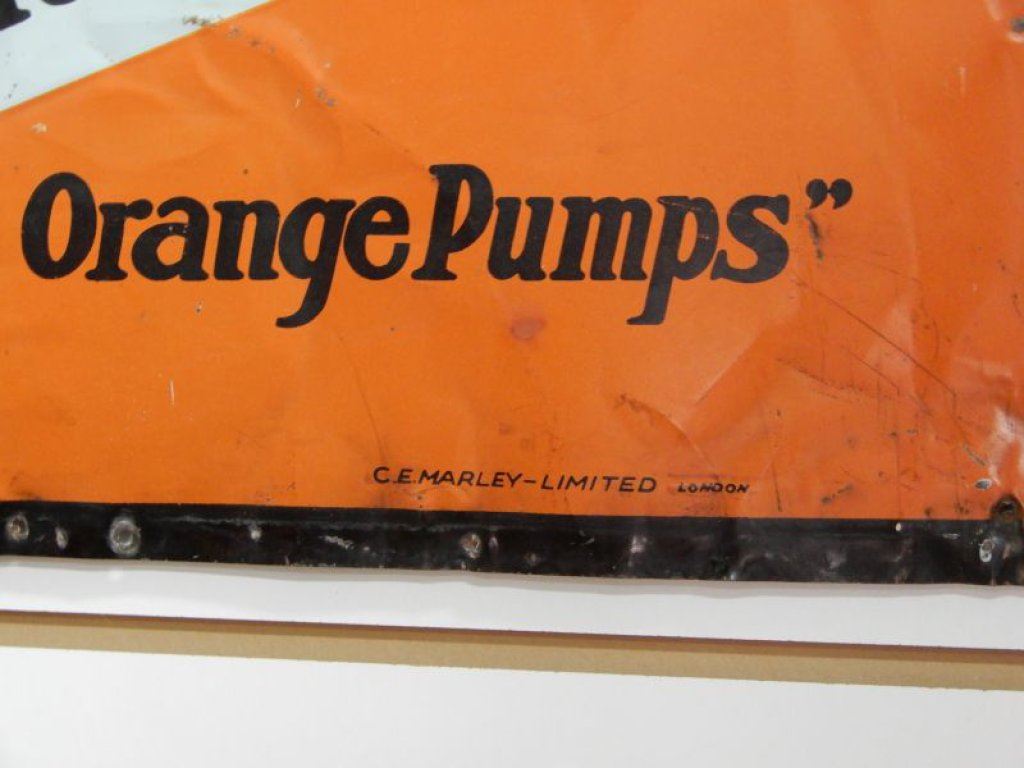 Orange Pumps”
C.E.MARLEY–LIMITED LONDON